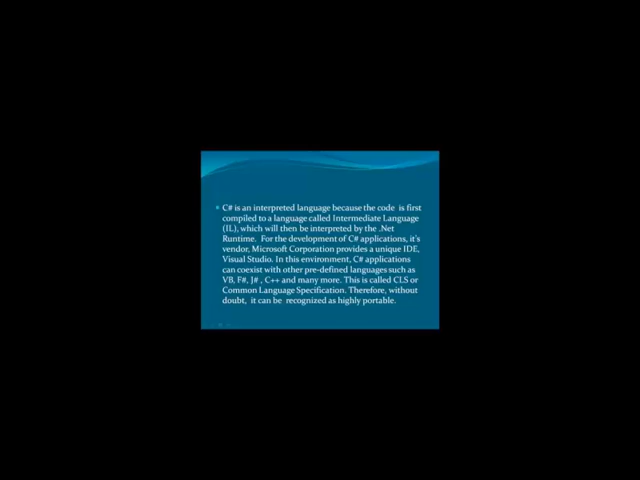 C# is an interpreted language because the code is first
compiled to a language called Intermediate Language
(IL), which will then be interpreted by the .Net
Runtime. For the development of C# applications, it's
vendor, Microsoft Corporation provides a unique IDE,
Visual Studio. In this environment, C# applications
can coexist with other pre-defined languages such as
VB, F#, J# , C++ and many more. This is called CLS or
Common Language Specification. Therefore, without
doubt, it can be recognized as highly portable.